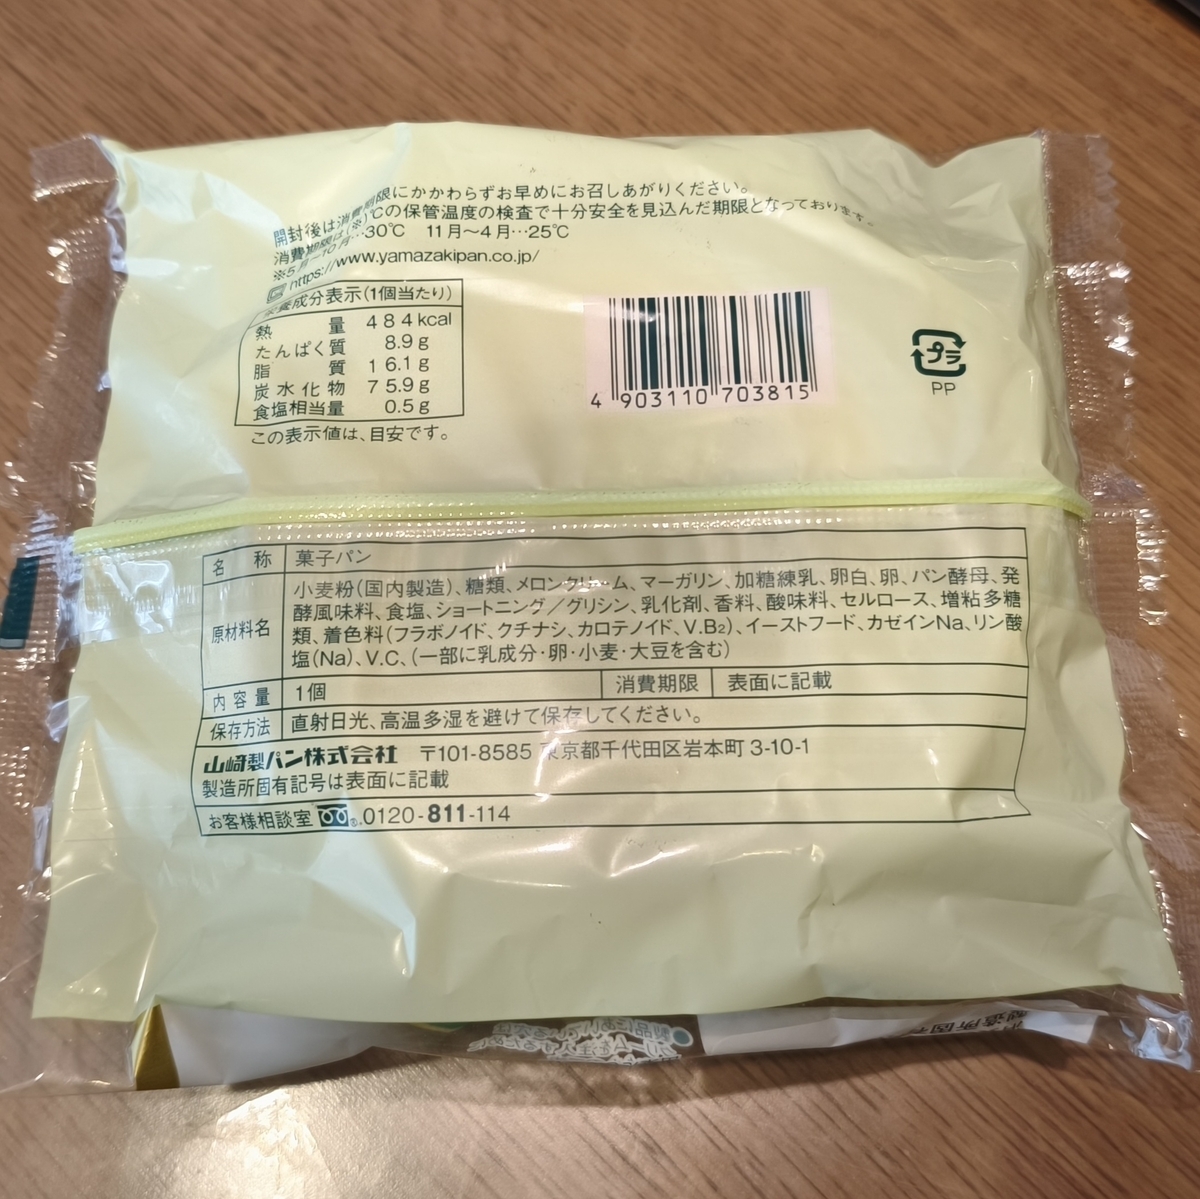 開封後は消費期限にかかわらずお早めにお召しあがりください。
消費期限は(※)℃の保管温度の検査で十分安全を見込んだ期限となっております。
※5月～10月…30℃ 11月～4月…25℃
https://www.yamazakipan.co.jp/
栄養成分表示(1個当たり)
熱量 484kcal
たんぱく質 8.9g
脂質 16.1g
炭水化物 75.9g
食塩相当量 0.5g
この表示値は、目安です。
4 903110 703815
プラ
PP
名称 菓子パン
原材料名 小麦粉(国内製造)、糖類、メロンクリーム、マーガリン、加糖練乳、卵白、卵、パン酵母、発
酵風味料、食塩、ショートニング／グリシン、乳化剤、香料、酸味料、セルロース、増粘多糖
類、着色料(フラボノイド、クチナシ、カロテノイド、V.B₂)、イーストフード、カゼインNa、リン酸
塩(Na)、V.C、(一部に乳成分・卵・小麦・大豆を含む)
内容量 1個 消費期限 表面に記載
保存方法 直射日光、高温多湿を避けて保存してください。
山崎製パン株式会社 〒101-8585 東京都千代田区岩本町3-10-1
製造所固有記号は表面に記載
お客様相談室 ®.0120-811-114
製造所固有